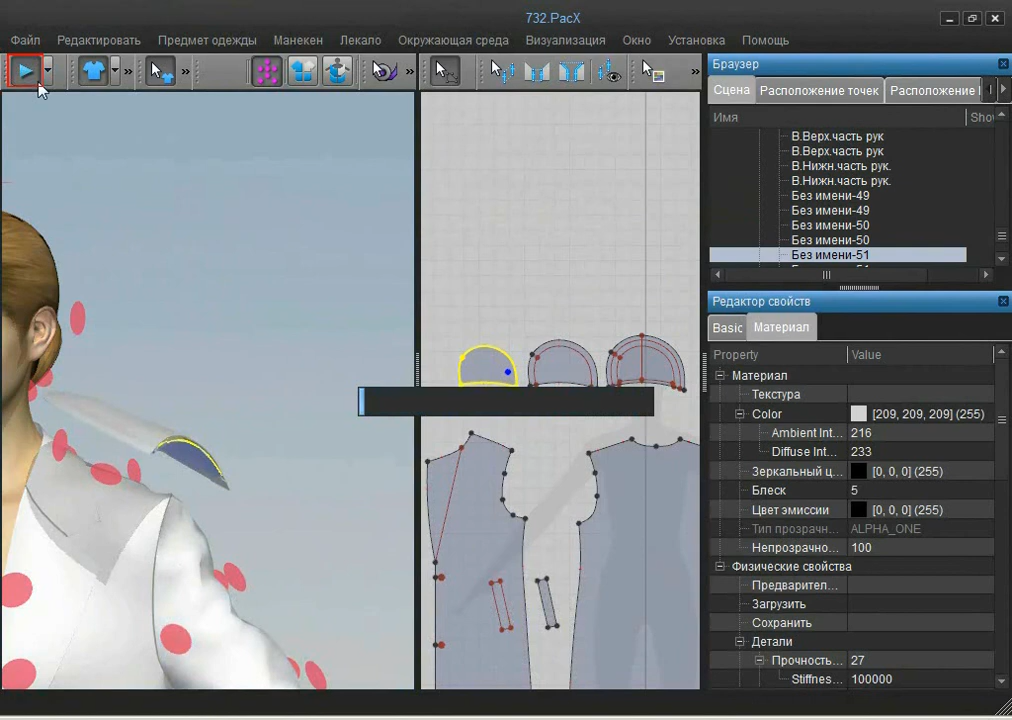 732.PacX
Файл Редактировать Предмет одежды Манекен Лекало Окружающая среда Визуализация Окно Установка Помощь
Браузер
Сцена Расположение точек Расположение
Имя Sho
В.Верх.часть рук
В.Верх.часть рук
В.Нижн.часть рук.
В.Нижн.часть рук.
Без имени-49
Без имени-49
Без имени-50
Без имени-50
Без имени-51
Редактор свойств
Basic Материал
Property Value
Материал
Текстура
Color [209, 209, 209] (255)
Ambient Int... 216
Diffuse Int... 233
Зеркальный ц... [0, 0, 0] (255)
Блеск 5
Цвет эмиссии [0, 0, 0] (255)
Тип прозрачн... ALPHA_ONE
Непрозрачно... 100
Физические свойства
Предварител...
Загрузить
Сохранить
Детали
Прочность... 27
Stiffnes... 100000